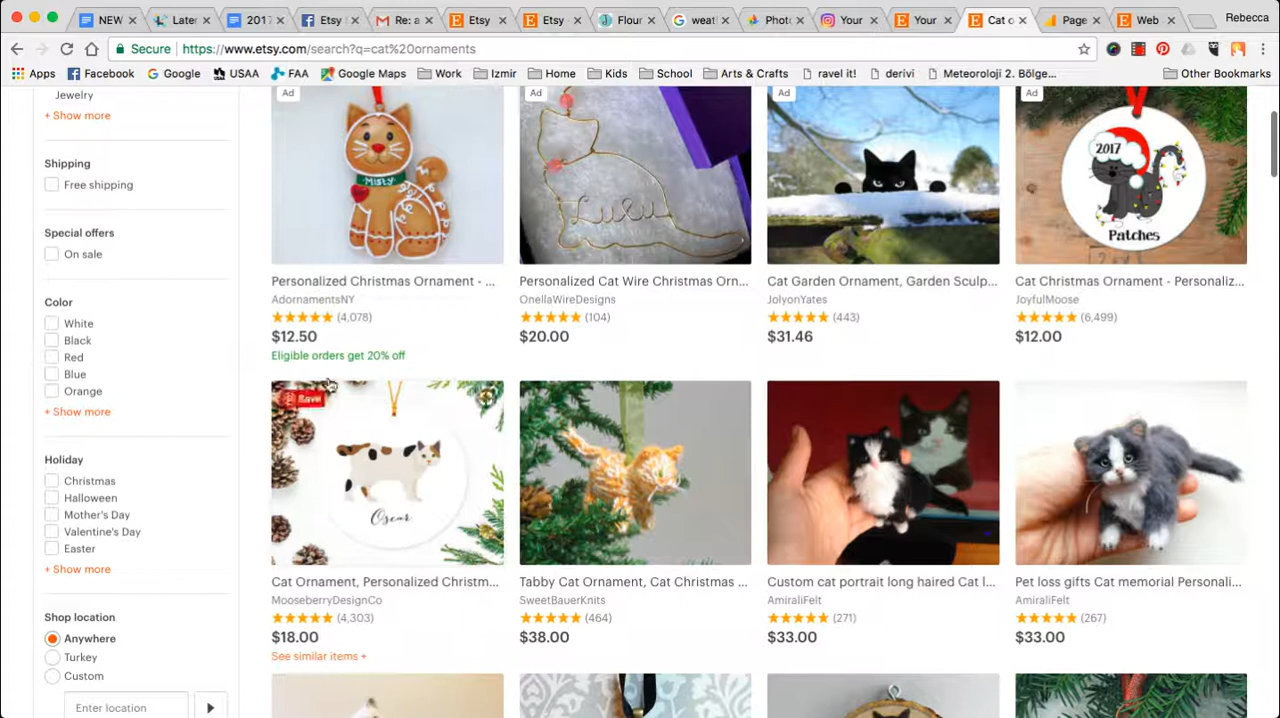 NEW
Late
2017
Etsy
Re: a
Etsy
Etsy
Flour
weat
Photo
Your
Your
Cat o
Page
Web
Rebecca
Secure
https://www.etsy.com/search?q=cat%20ornaments
Apps
Facebook
Google
USAA
FAA
Google Maps
Work
Izmir
Home
Kids
School
Arts & Crafts
ravel it!
derivi
Meteoroloji 2. Bölge...
Other Bookmarks
Jewelry
+ Show more
Shipping
Free shipping
Special offers
On sale
Color
White
Black
Red
Blue
Orange
+ Show more
Holiday
Christmas
Halloween
Mother's Day
Valentine's Day
Easter
+ Show more
Shop location
Anywhere
Turkey
Custom
Enter location
Ad
Misty
Personalized Christmas Ornament - ...
AdornamentsNY
(4,078)
$12.50
Eligible orders get 20% off
Ad
Lulu
Personalized Cat Wire Christmas Orn...
OnellaWireDesigns
(104)
$20.00
Ad
Cat Garden Ornament, Garden Sculp...
JolyonYates
(443)
$31.46
Ad
2017
Patches
Cat Christmas Ornament - Personaliz...
JoyfulMoose
(6,499)
$12.00
Save
Oscar
Cat Ornament, Personalized Christm...
MooseberryDesignCo
(4,303)
$18.00
See similar items +
Tabby Cat Ornament, Cat Christmas ...
SweetBauerKnits
(464)
$38.00
Custom cat portrait long haired Cat l...
AmiraliFelt
(271)
$33.00
Pet loss gifts Cat memorial Personali...
AmiraliFelt
(267)
$33.00